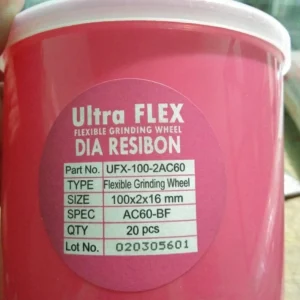 Ultra FLEX
FLEXIBLE GRINDING WHEEL
DIA RESIBON
Part No. UFX-100-2AC60
TYPE Flexible Grinding Wheel
SIZE 100x2x16 mm
SPEC AC60-BF
QTY 20 pcs
Lot No. 020305601